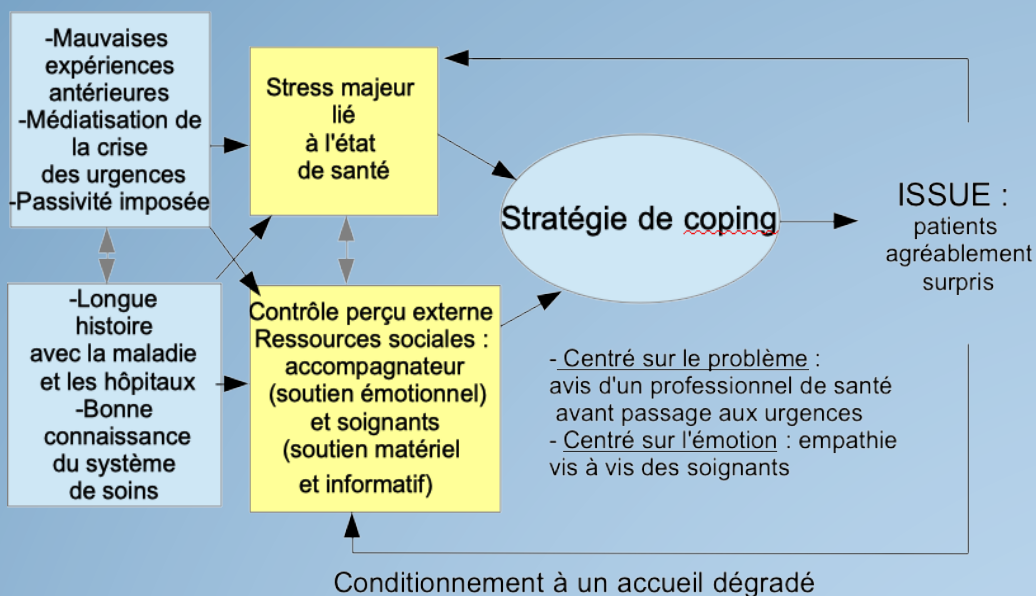 -Mauvaises
expériences
antérieures
-Médiatisation de
la crise
des urgences
-Passivité imposée
Stress majeur
lié
à l'état
de santé
-Longue
histoire
avec la maladie
et les hôpitaux
-Bonne
connaissance
du système
de soins
Contrôle perçu externe
Ressources sociales :
accompagnateur
(soutien émotionnel)
et soignants
(soutien matériel
et informatif)
Stratégie de coping
ISSUE :
patients
agréablement
surpris
- Centré sur le problème :
avis d'un professionnel de santé
avant passage aux urgences
- Centré sur l'émotion : empathie
vis à vis des soignants
Conditionnement à un accueil dégradé